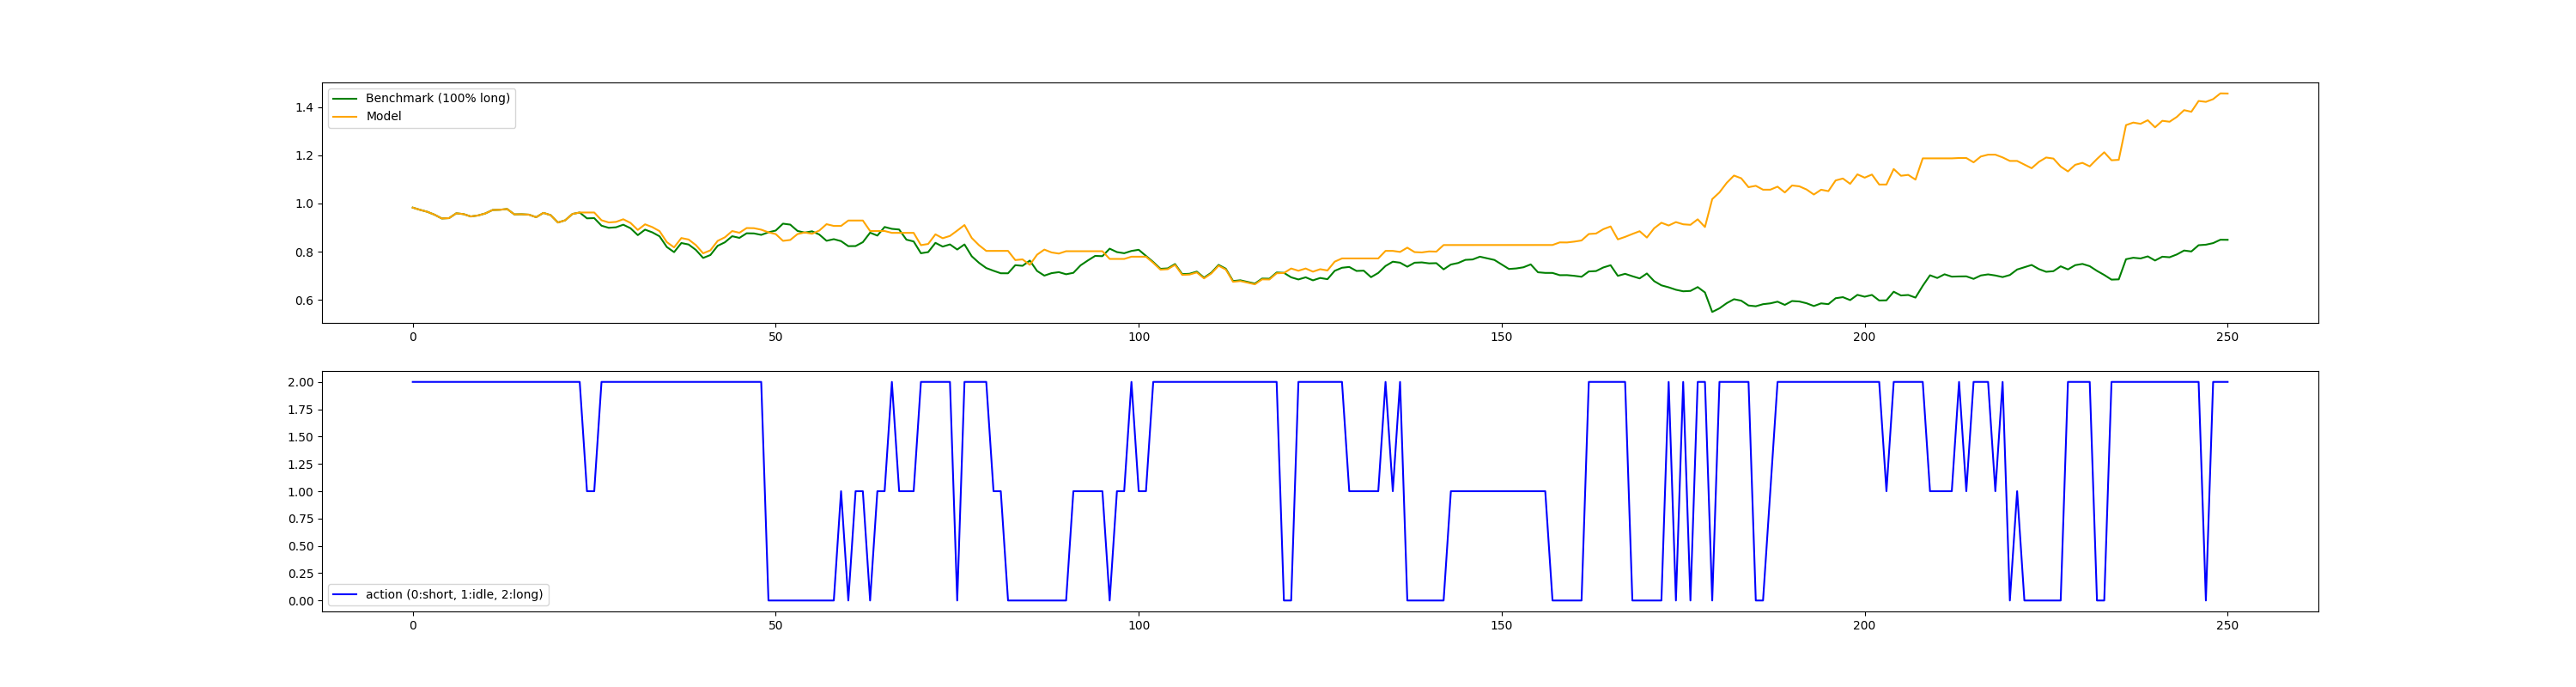 Benchmark (100% long)
Model
1.4
1.2
1.0
0.8
0.6
0 50 100 150 200 250
2.00
1.75
1.50
1.25
1.00
0.75
0.50
0.25
0.00
action (0:short, 1:idle, 2:long)
0 50 100 150 200 250